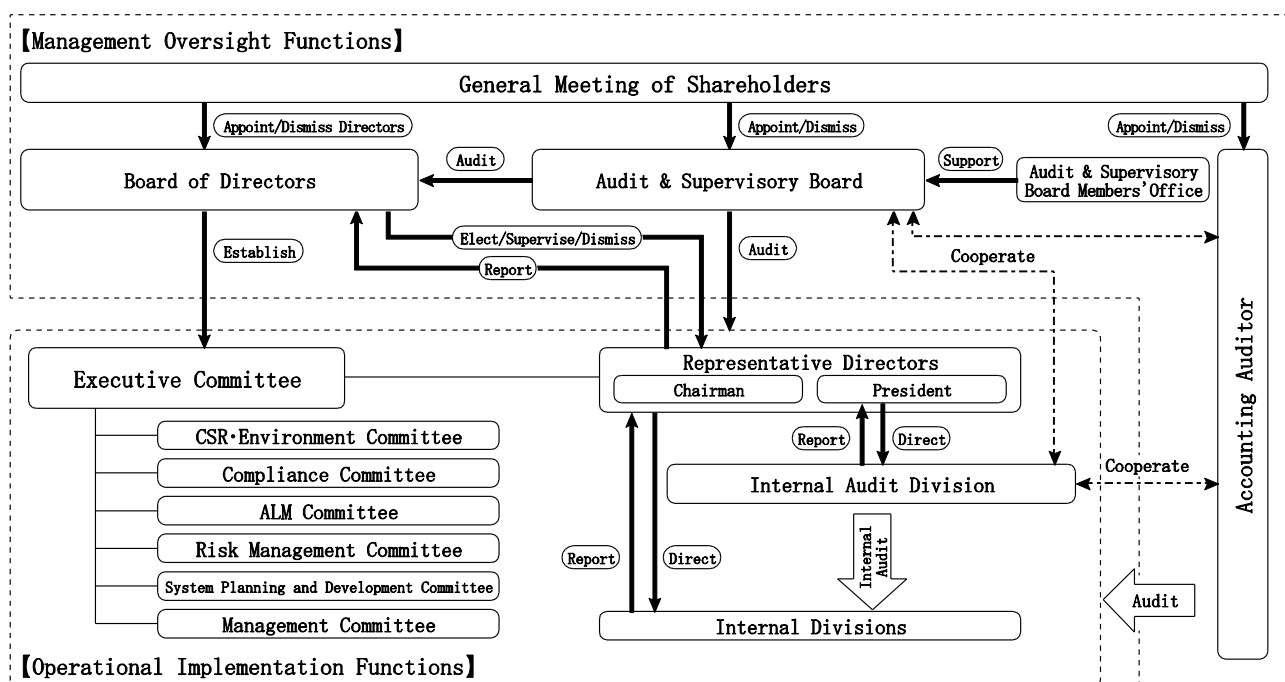 【Management Oversight Functions】
General Meeting of Shareholders
Appoint/Dismiss Directors
Appoint/Dismiss
Appoint/Dismiss
Board of Directors
Audit
Audit & Supervisory Board
Support
Audit & Supervisory
Board Members' Office
Establish
Elect/Supervise/Dismiss
Report
Audit
Cooperate
Accounting Auditor
Executive Committee
Representative Directors
Chairman
President
CSR・Environment Committee
Compliance Committee
ALM Committee
Risk Management Committee
System Planning and Development Committee
Management Committee
Report
Direct
Internal Audit Division
Cooperate
Report
Direct
Internal
Audit
Internal Divisions
Audit
【Operational Implementation Functions】